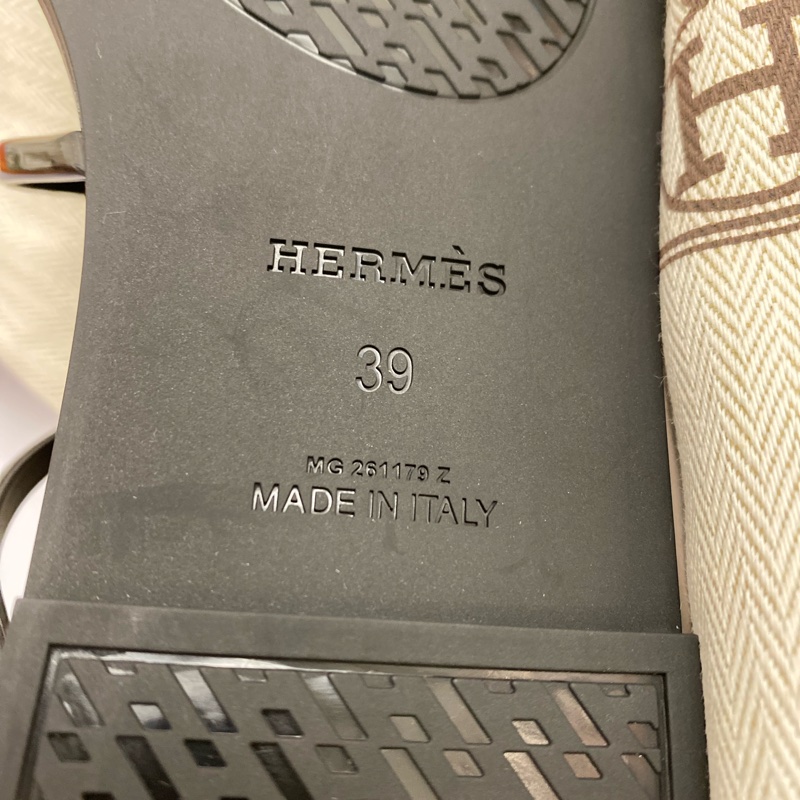 HERMÈS
39
MG 261179 Z
MADE IN ITALY